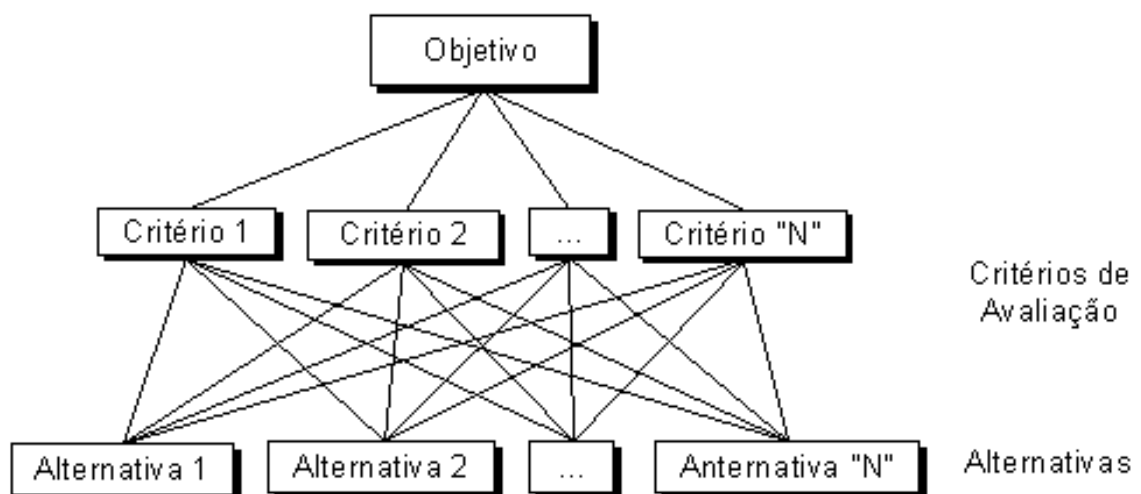 Objetivo
Critério 1
Critério 2
...
Critério "N"
Critérios de
Avaliação
Alternativa 1
Alternativa 2
...
Anternativa "N"
Alternativas